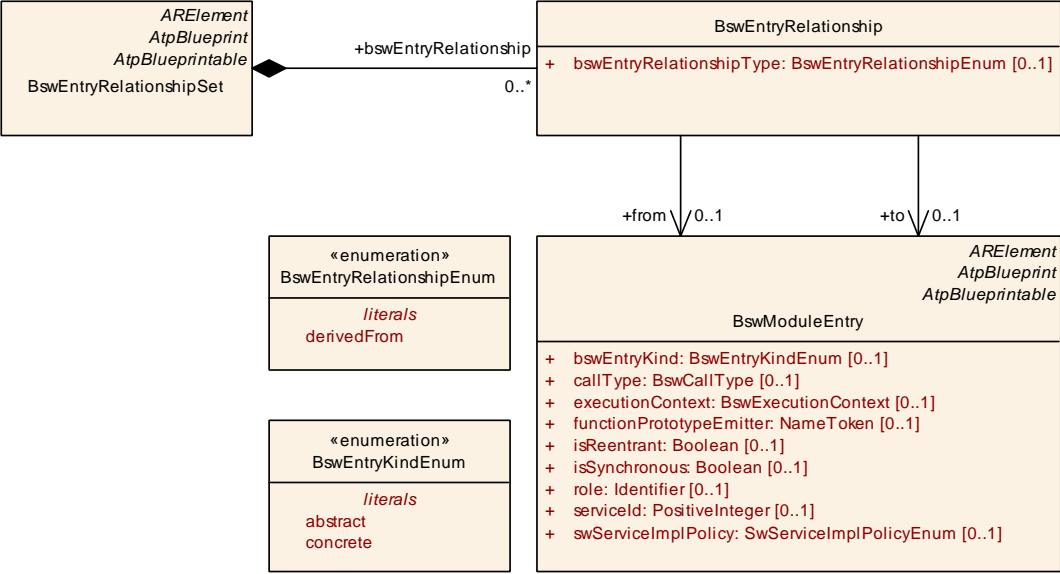 ARElement
AtpBlueprint
AtpBlueprintable
BswEntryRelationshipSet
+bswEntryRelationship
0..*
BswEntryRelationship
+ bswEntryRelationshipType: BswEntryRelationshipEnum [0..1]
+from 0..1
+to 0..1
«enumeration»
BswEntryRelationshipEnum
literals
derivedFrom
«enumeration»
BswEntryKindEnum
literals
abstract
concrete
ARElement
AtpBlueprint
AtpBlueprintable
BswModuleEntry
+ bswEntryKind: BswEntryKindEnum [0..1]
+ callType: BswCallType [0..1]
+ executionContext: BswExecutionContext [0..1]
+ functionPrototypeEmitter: NameToken [0..1]
+ isReentrant: Boolean [0..1]
+ isSynchronous: Boolean [0..1]
+ role: Identifier [0..1]
+ serviceId: PositiveInteger [0..1]
+ swServiceImplPolicy: SwServiceImplPolicyEnum [0..1]